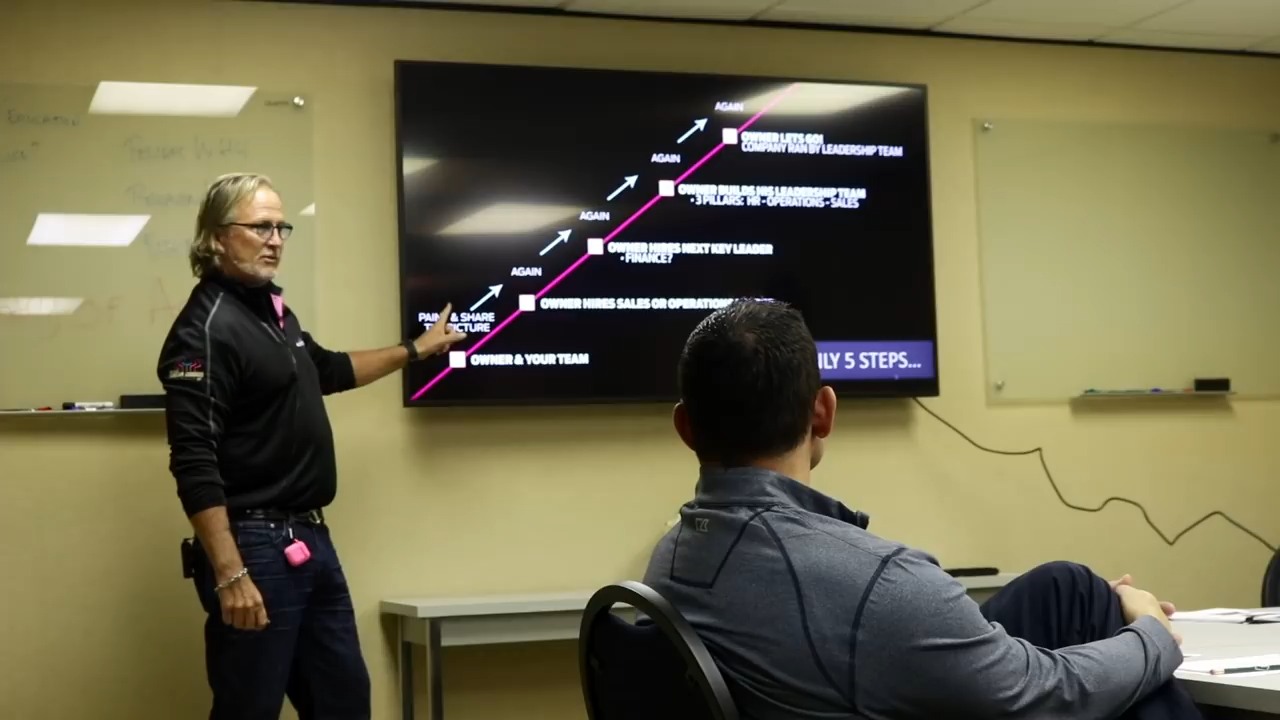 AGAIN
OWNER LETS GO!
COMPANY RAN BY LEADERSHIP TEAM
AGAIN
OWNER BUILDS HIS LEADERSHIP TEAM
• 3 PILLARS: HR - OPERATIONS - SALES
AGAIN
OWNER HIRES NEXT KEY LEADER
• FINANCE?
AGAIN
OWNER HIRES SALES OR OPERATION
& SHARE
OWNER & YOUR TEAM
5 STEPS...